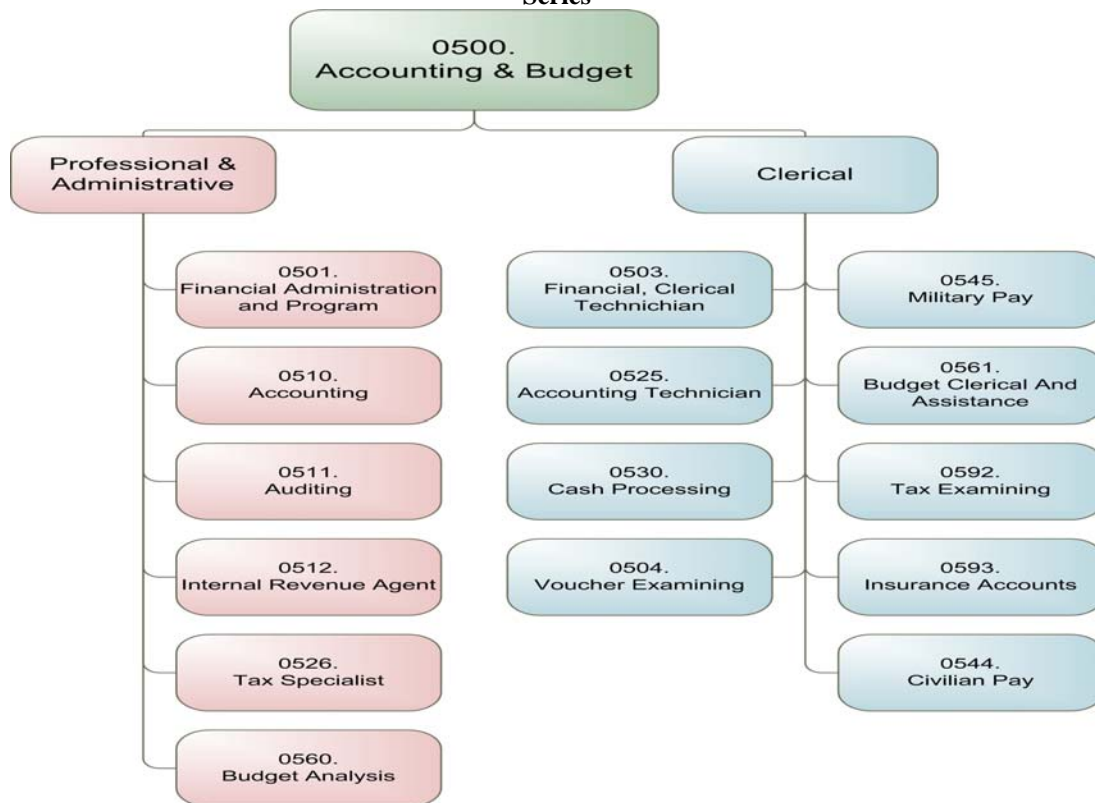 Series
0500.
Accounting & Budget
Professional &
Administrative
Clerical
0501.
Financial Administration
and Program
0510.
Accounting
0511.
Auditing
0512.
Internal Revenue Agent
0526.
Tax Specialist
0560.
Budget Analysis
0503.
Financial, Clerical
Technichian
0525.
Accounting Technician
0530.
Cash Processing
0504.
Voucher Examining
0545.
Military Pay
0561.
Budget Clerical And
Assistance
0592.
Tax Examining
0593.
Insurance Accounts
0544.
Civilian Pay